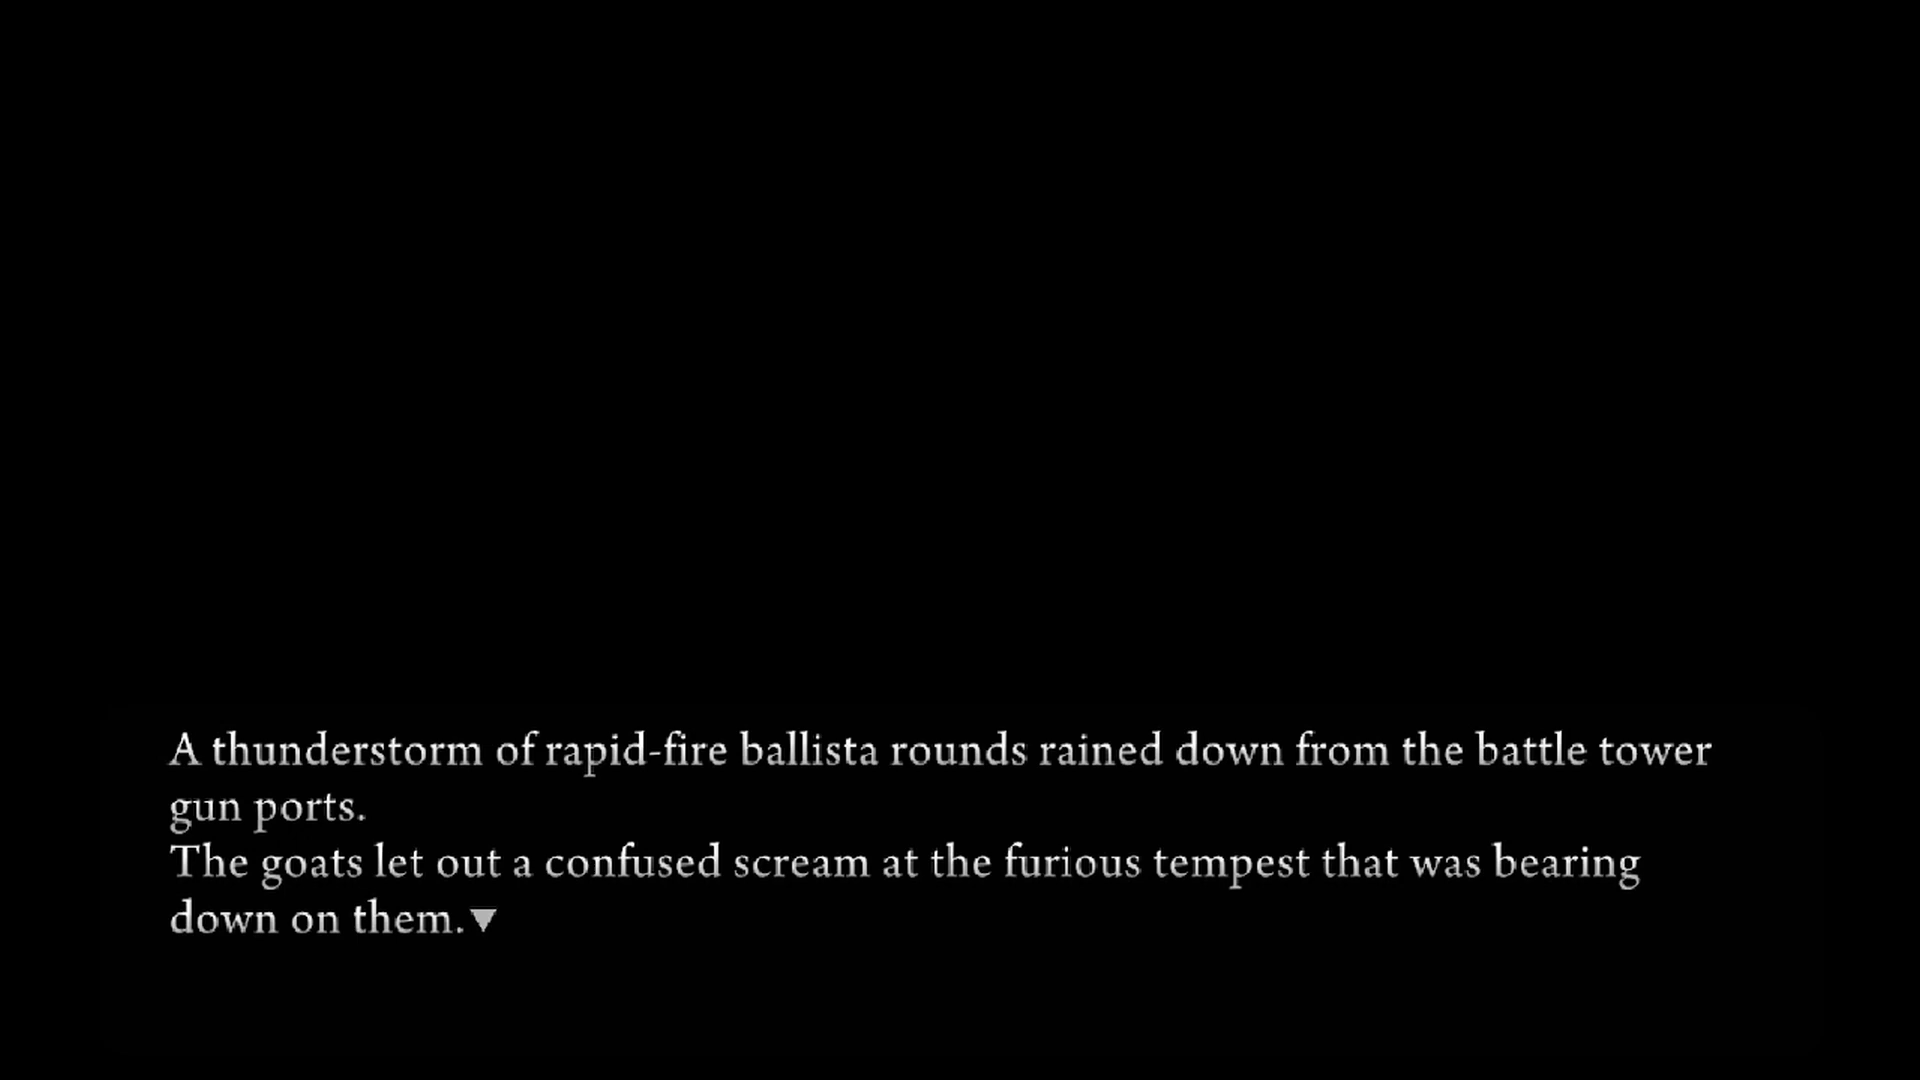 A thunderstorm of rapid-fire ballista rounds rained down from the battle tower
gun ports.
The goats let out a confused scream at the furious tempest that was bearing
down on them.▼